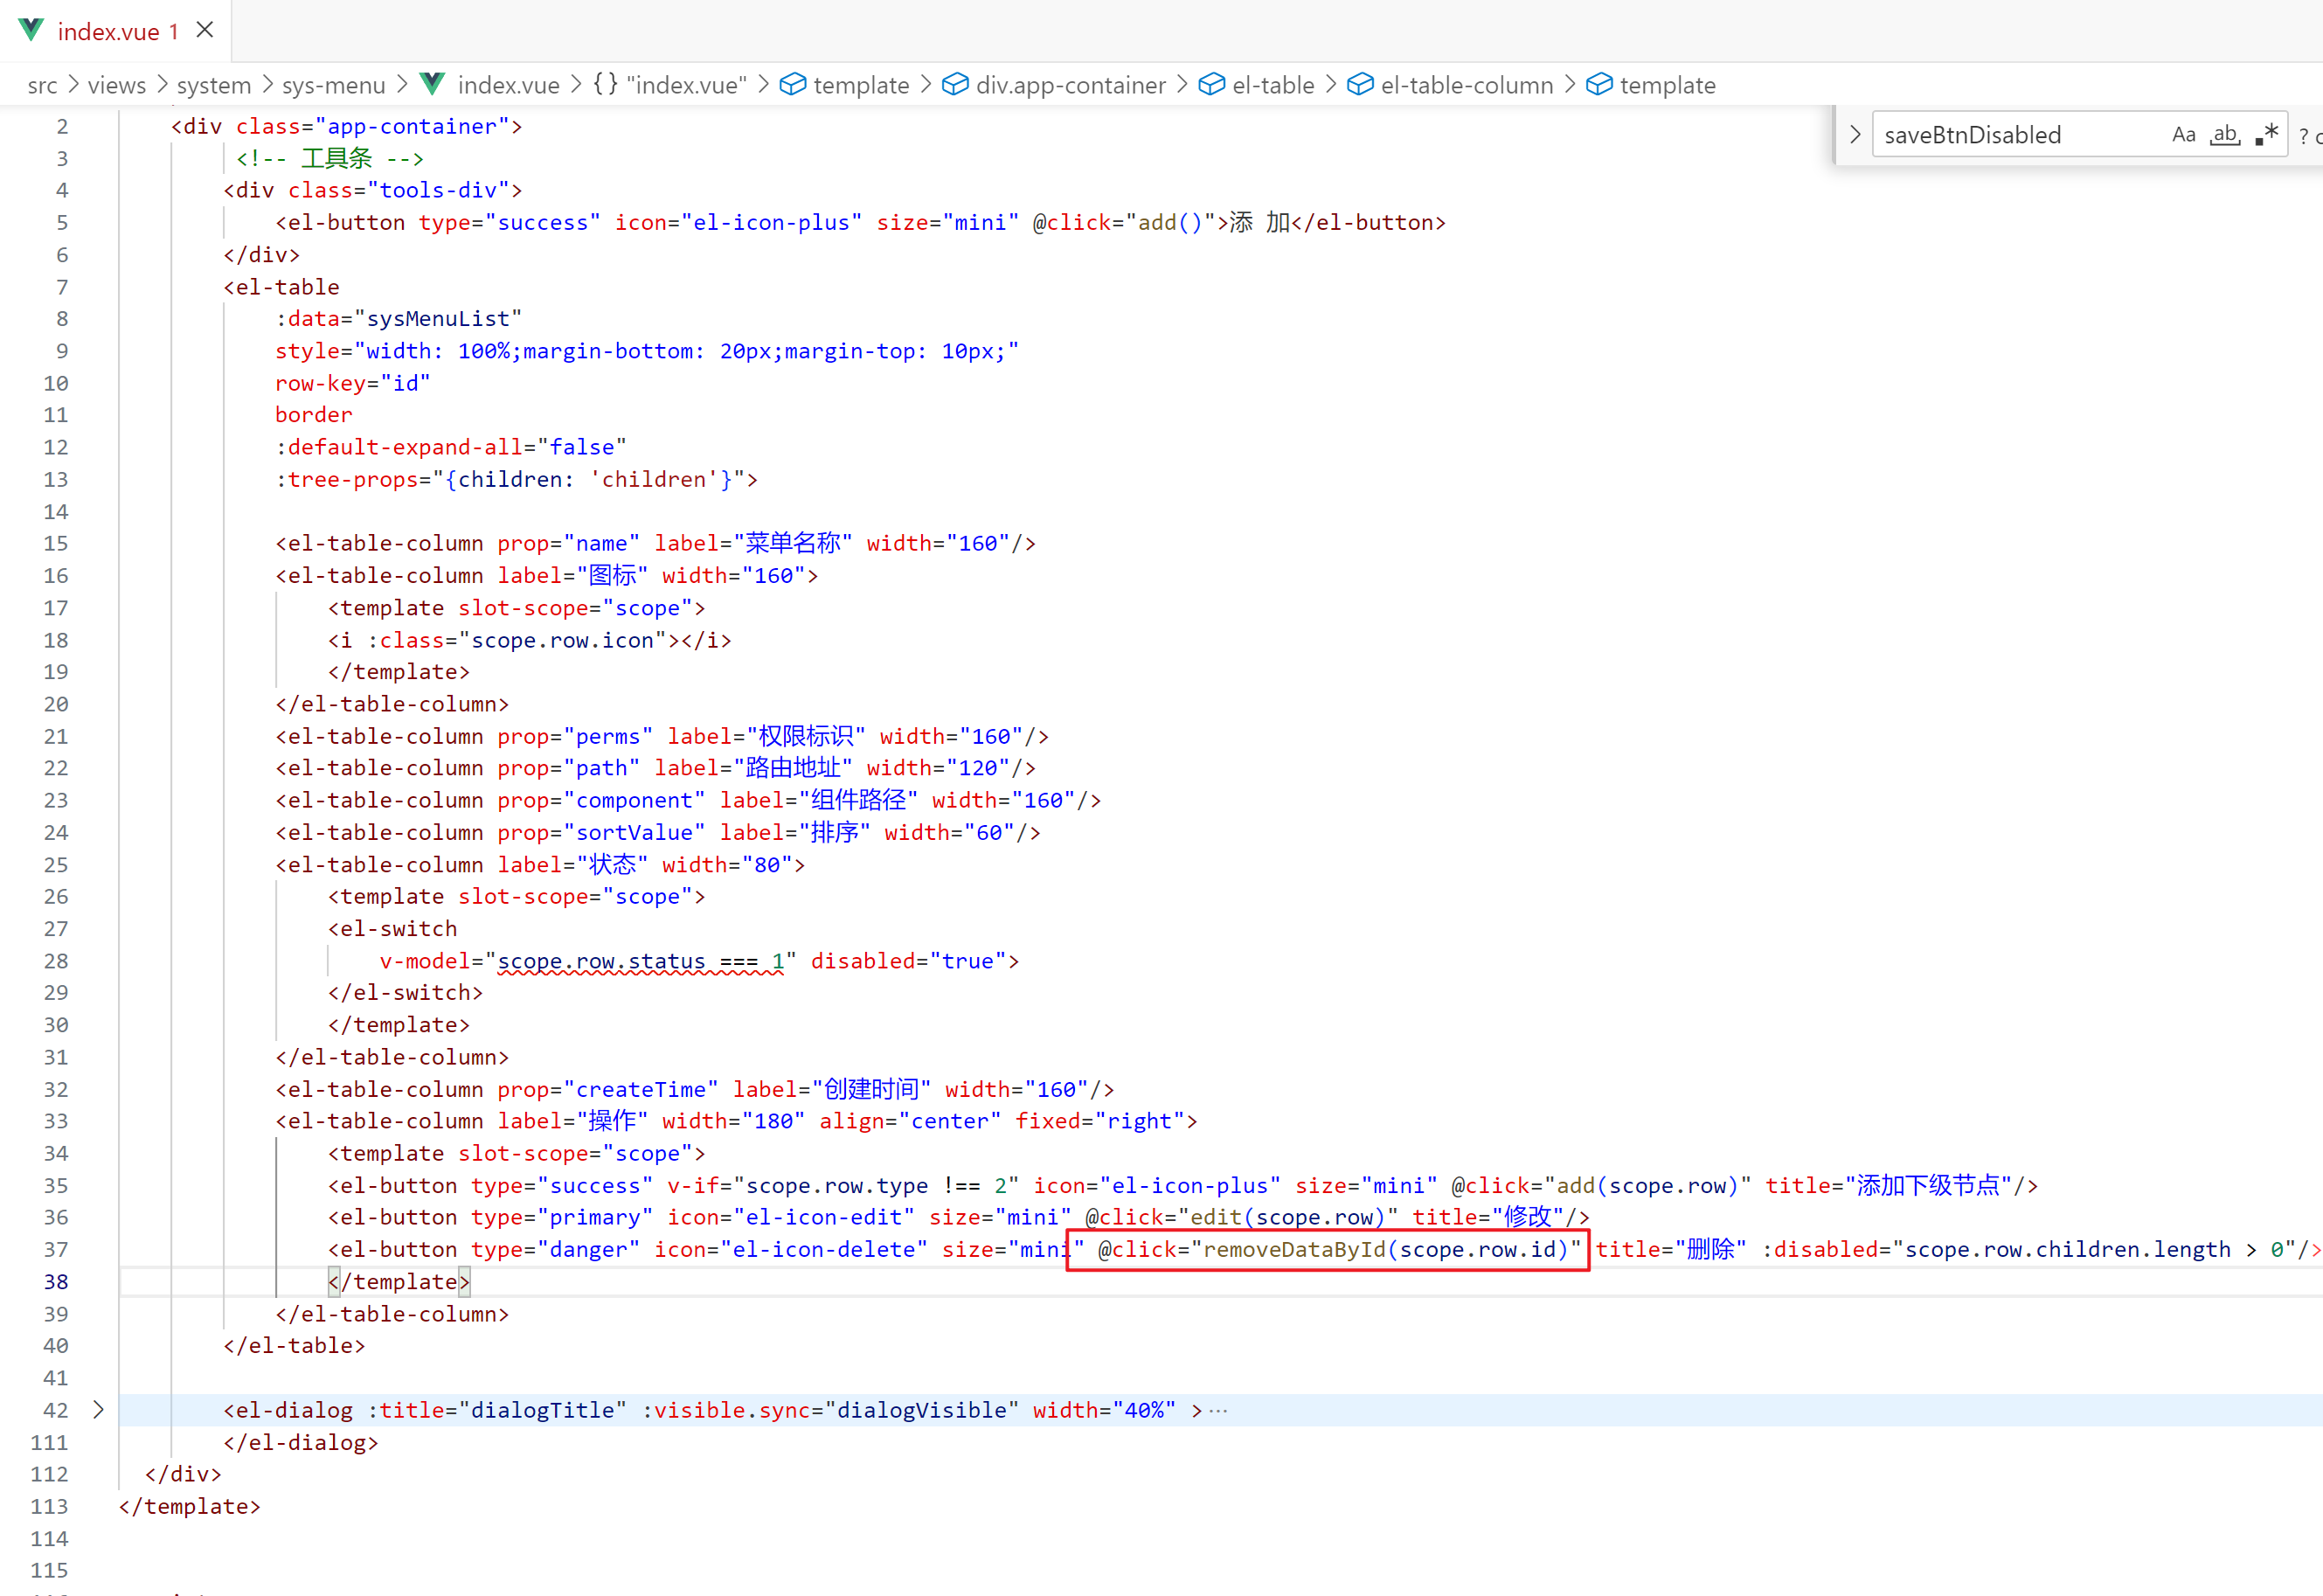 index.vue 1
src > views > system > sys-menu > index.vue > {} "index.vue" > template > div.app-container > el-table > el-table-column > template
saveBtnDisabled Aa ab .* ?
2 <div class="app-container">
3 <!-- 工具条 -->
4 <div class="tools-div">
5 <el-button type="success" icon="el-icon-plus" size="mini" @click="add()">添 加</el-button>
6 </div>
7 <el-table
8 :data="sysMenuList"
9 style="width: 100%;margin-bottom: 20px;margin-top: 10px;"
10 row-key="id"
11 border
12 :default-expand-all="false"
13 :tree-props="{children: 'children'}">
14
15 <el-table-column prop="name" label="菜单名称" width="160"/>
16 <el-table-column label="图标" width="160">
17 <template slot-scope="scope">
18 <i :class="scope.row.icon"></i>
19 </template>
20 </el-table-column>
21 <el-table-column prop="perms" label="权限标识" width="160"/>
22 <el-table-column prop="path" label="路由地址" width="120"/>
23 <el-table-column prop="component" label="组件路径" width="160"/>
24 <el-table-column prop="sortValue" label="排序" width="60"/>
25 <el-table-column label="状态" width="80">
26 <template slot-scope="scope">
27 <el-switch
28 v-model="scope.row.status === 1" disabled="true">
29 </el-switch>
30 </template>
31 </el-table-column>
32 <el-table-column prop="createTime" label="创建时间" width="160"/>
33 <el-table-column label="操作" width="180" align="center" fixed="right">
34 <template slot-scope="scope">
35 <el-button type="success" v-if="scope.row.type !== 2" icon="el-icon-plus" size="mini" @click="add(scope.row)" title="添加下级节点"/>
36 <el-button type="primary" icon="el-icon-edit" size="mini" @click="edit(scope.row)" title="修改"/>
37 <el-button type="danger" icon="el-icon-delete" size="mini" @click="removeDataById(scope.row.id)" title="删除" :disabled="scope.row.children.length > 0"/>
38 </template>
39 </el-table-column>
40 </el-table>
41
42 <el-dialog :title="dialogTitle" :visible.sync="dialogVisible" width="40%" >···
111 </el-dialog>
112 </div>
113 </template>
114
115